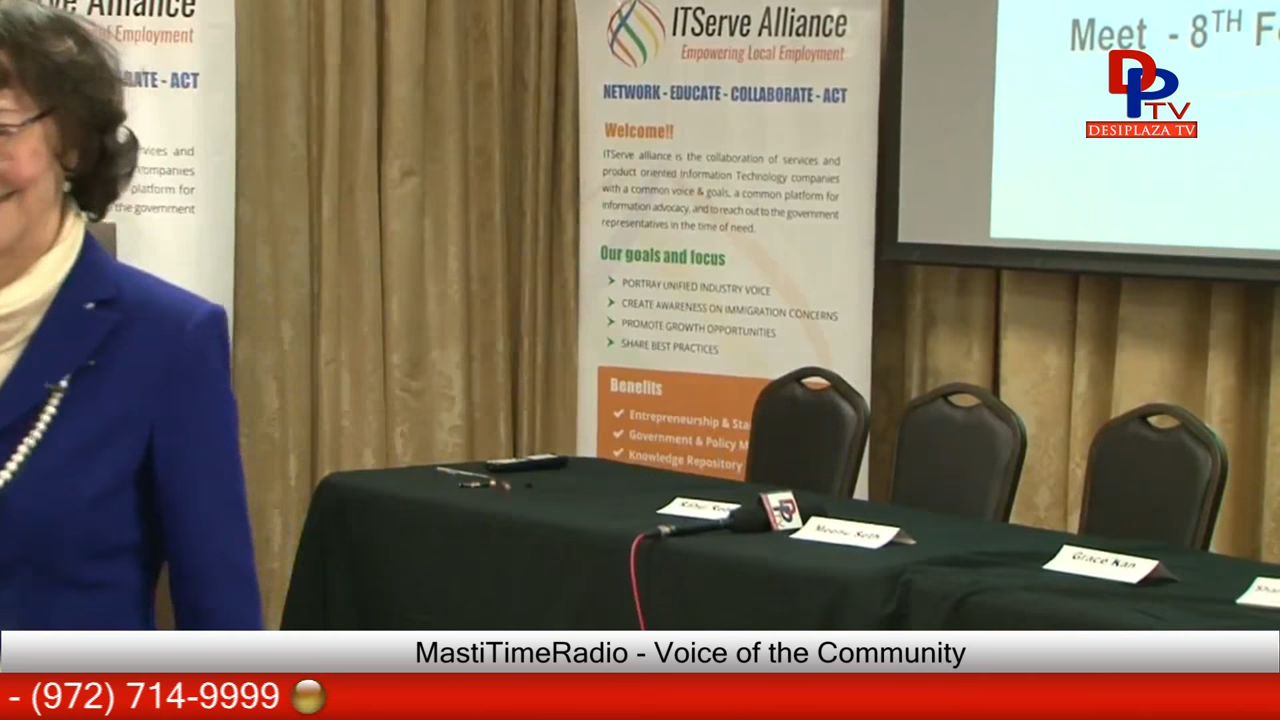 Alliance
of Employment
ATE - ACT
services and
companies
platform for
the government
ITServe Alliance
Empowering Local Employment
NETWORK - EDUCATE - COLLABORATE - ACT
Welcome!!
ITServe alliance is the collaboration of services and
product oriented Information Technology companies
with a common voice & goals, a common platform for
information advocacy, and to reach out to the government
representatives in the time of need.
Our goals and focus
PORTRAY UNIFIED INDUSTRY VOICE
CREATE AWARENESS ON IMMIGRATION CONCERNS
PROMOTE GROWTH OPPORTUNITIES
SHARE BEST PRACTICES
Benefits
Entrepreneurship &
Government & Policy
Knowledge Repository
Meet - 8TH
DPTV
DESIPLAZA TV
DP
Meenu Seth
Grace Kan
MastiTimeRadio - Voice of the Community
- (972) 714-9999